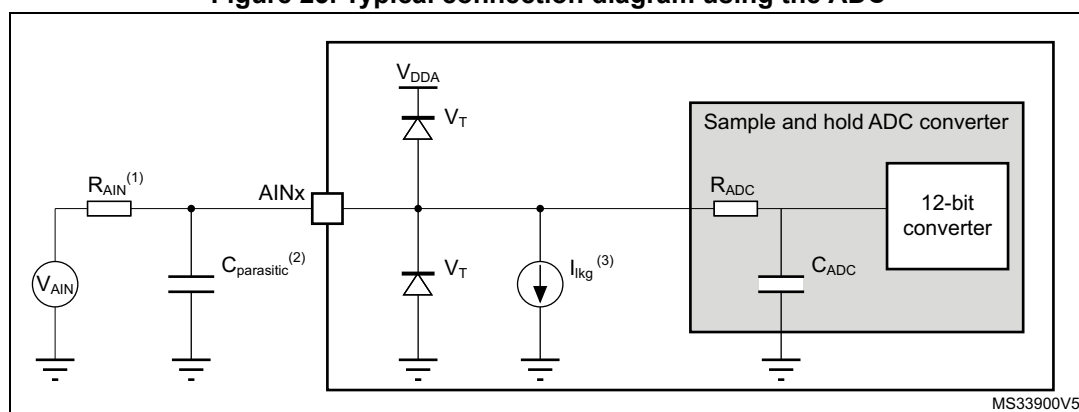 Figure 26. Typical connection diagram using the ADC
V_DDA
V_T
Sample and hold ADC converter
R_AIN^(1)
AINx
R_ADC
12-bit
converter
V_AIN
C_parasitic^(2)
V_T
I_lkg^(3)
C_ADC
MS33900V5